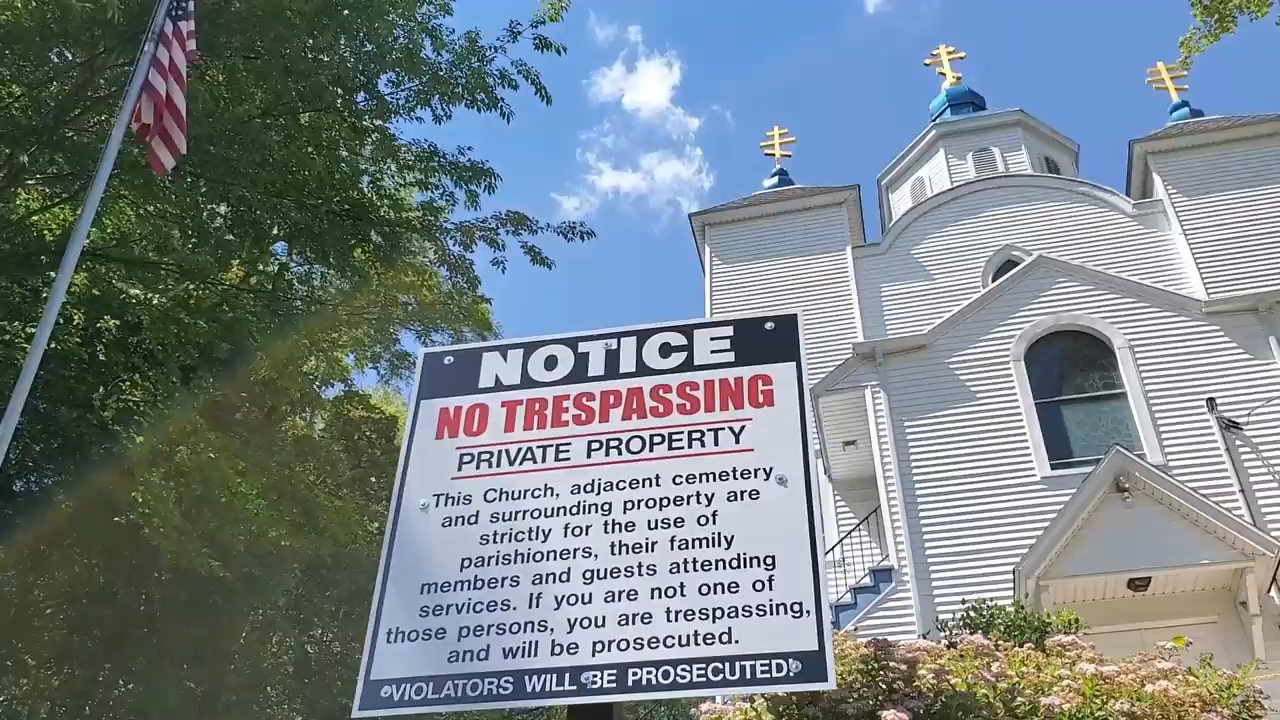 NOTICE
NO TRESPASSING
PRIVATE PROPERTY
This Church, adjacent cemetery
and surrounding property are
strictly for the use of
parishioners, their family
members and guests attending
services. If you are not one of
those persons, you are trespassing,
and will be prosecuted.
VIOLATORS WILL BE PROSECUTED!